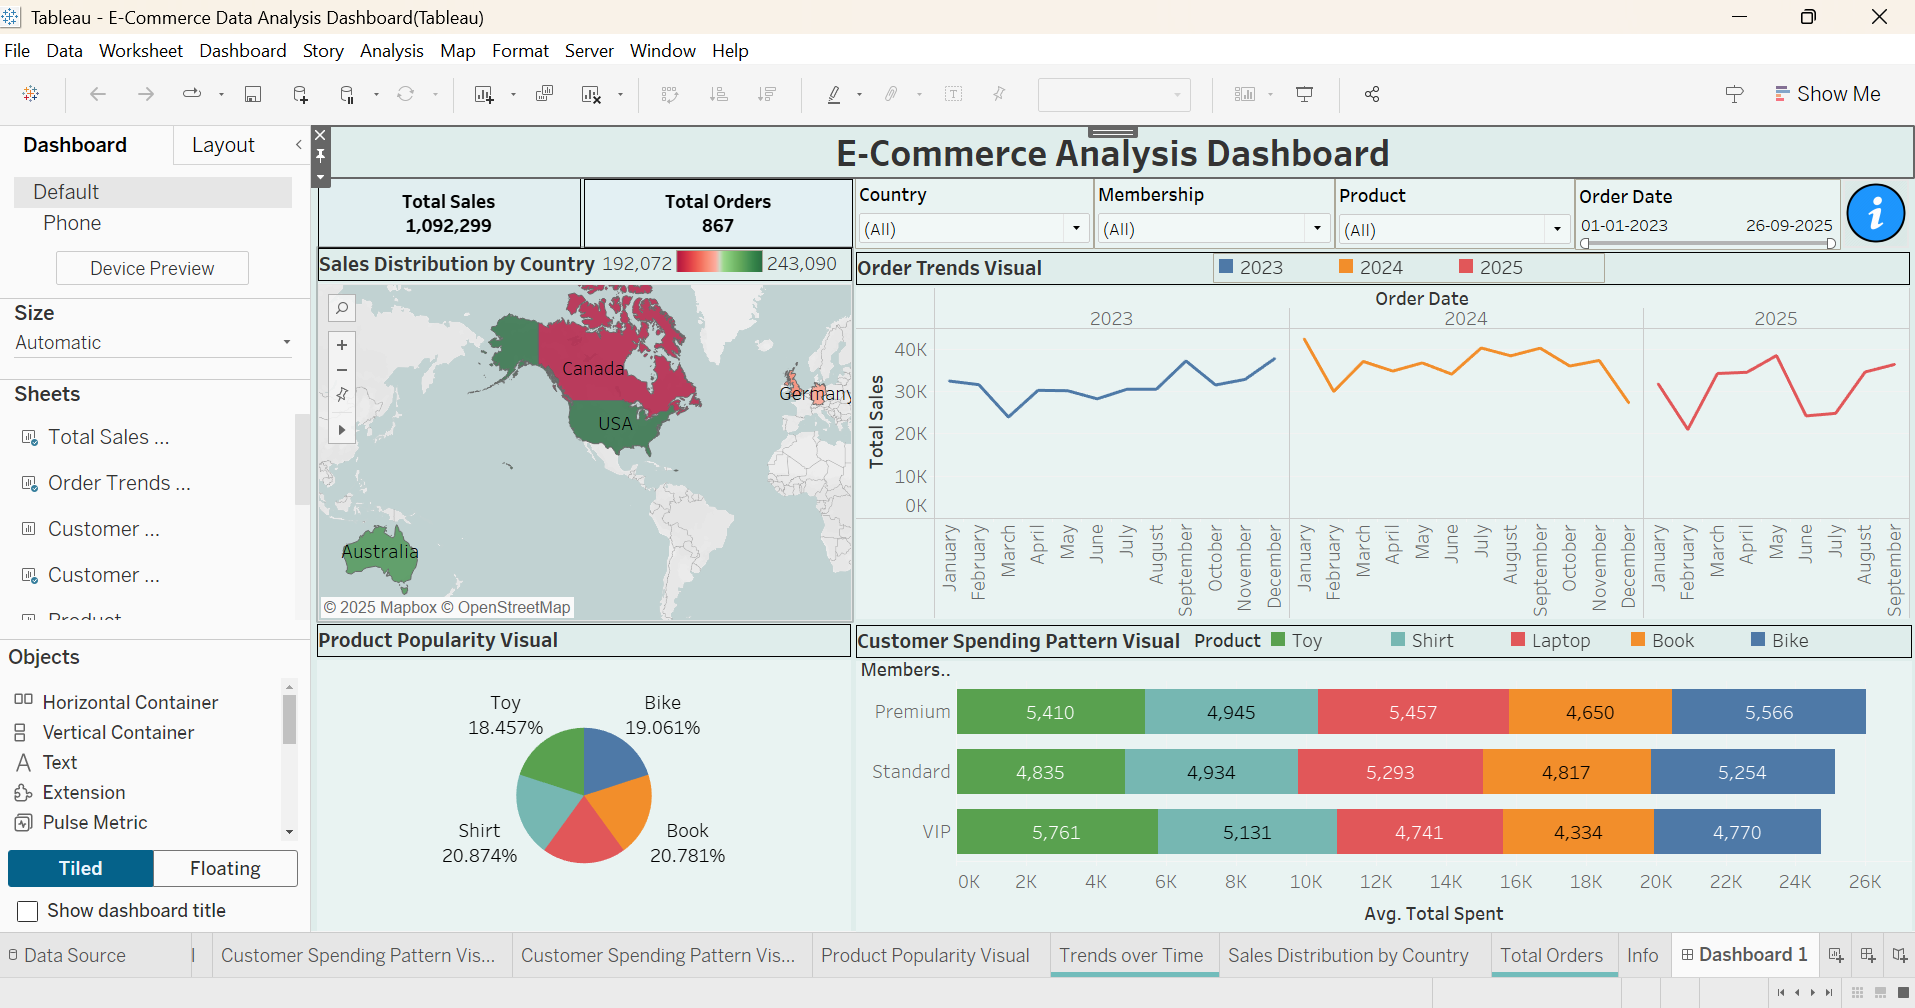 Tableau - E-Commerce Data Analysis Dashboard(Tableau)
File Data Worksheet Dashboard Story Analysis Map Format Server Window Help
Show Me
Dashboard Layout
Default
Phone
Device Preview
Size
Automatic
Sheets
Total Sales ...
Order Trends ...
Customer ...
Customer ...
Product
Objects
Horizontal Container
Vertical Container
Text
Extension
Pulse Metric
Tiled Floating
Show dashboard title
E-Commerce Analysis Dashboard
Total Sales
1,092,299
Total Orders
867
Country
(All)
Membership
(All)
Product
(All)
Order Date
01-01-2023 26-09-2025
i
Sales Distribution by Country 192,072 243,090
Canada
USA
Germany
Australia
© 2025 Mapbox © OpenStreetMap
Order Trends Visual 2023 2024 2025
Order Date
2023 2024 2025
Total Sales
40K
30K
20K
10K
0K
January February March April May June July August September October November December January February March April May June July August September October November December January February March April May June July August September
Product Popularity Visual
Toy
18.457%
Bike
19.061%
Shirt
20.874%
Book
20.781%
Customer Spending Pattern Visual Product Toy Shirt Laptop Book Bike
Members..
Premium 5,410 4,945 5,457 4,650 5,566
Standard 4,835 4,934 5,293 4,817 5,254
VIP 5,761 5,131 4,741 4,334 4,770
0K 2K 4K 6K 8K 10K 12K 14K 16K 18K 20K 22K 24K 26K
Avg. Total Spent
Data Source Customer Spending Pattern Vis... Customer Spending Pattern Vis... Product Popularity Visual Trends over Time Sales Distribution by Country Total Orders Info Dashboard 1